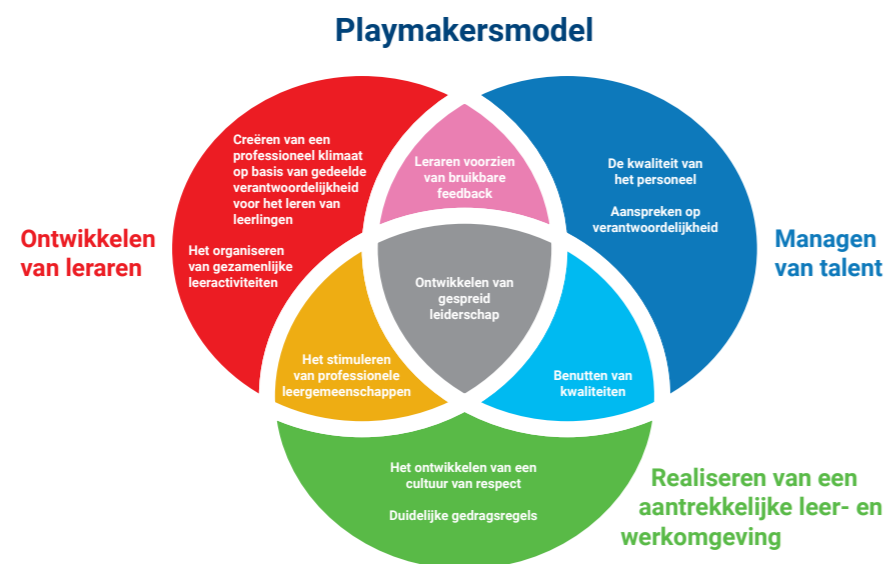 Playmakersmodel
Creëren van een
professioneel klimaat
op basis van gedeelde
verantwoordelijkheid
voor het leren van
leerlingen
Het organiseren
van gezamenlijke
leeractiviteiten
Leraren voorzien
van bruikbare
feedback
De kwaliteit van
het personeel
Aanspreken op
verantwoordelijkheid
Ontwikkelen
van leraren
Managen
van talent
Ontwikkelen van
gespreid
leiderschap
Het stimuleren
van professionele
leergemeenschappen
Benutten van
kwaliteiten
Het ontwikkelen van een
cultuur van respect
Duidelijke gedragsregels
Realiseren van een
aantrekkelijke leer- en
werkomgeving